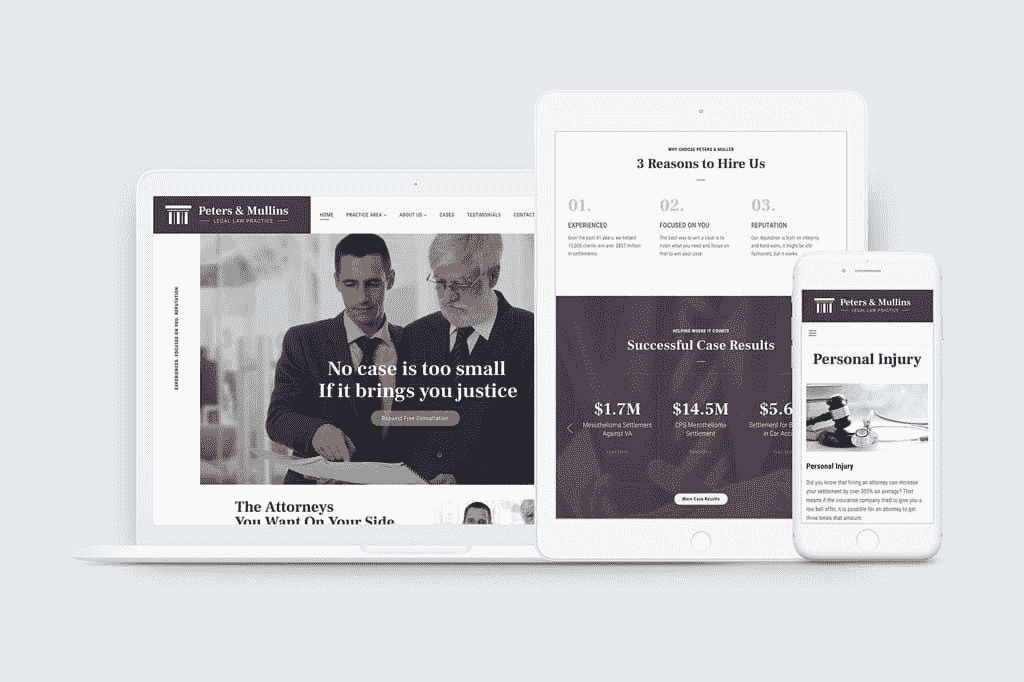 Peters & Mullins
LEGAL LAW PRACTICE
HOME PRACTICE AREA ABOUT US CASES TESTIMONIALS CONTACT
EXPERIENCED. FOCUSED ON YOU. REPUTATION.
No case is too small
If it brings you justice
Request Free Consultation
The Attorneys
You Want On Your Side
WHY CHOOSE PETERS & MULLER
3 Reasons to Hire Us
01.
EXPERIENCED
Over the past 41 years, we helped
10,000 clients win over $857 million
in settlements.
02.
FOCUSED ON YOU
The best way to win a case is to
listen what you need and focus on
that to win your case.
03.
REPUTATION
Our reputation is built on integrity
and hard work, it might be old
fashioned, but it works.
HELPING WHERE IT COUNTS
Successful Case Results
$1.7M
Mesothelioma Settlement
Against VA
$14.5M
CPS Mesothelioma
Settlement
$5.6
Settlement for B
in Car Acc
More Case Results
Peters & Mullins
LEGAL LAW PRACTICE
Personal Injury
Personal Injury
Did you know that hiring an attorney can increase
your settlement by over 300% on average? That
means if the insurance company tried to give you a
low ball offer, it is possible for an attorney to get
three times that amount.